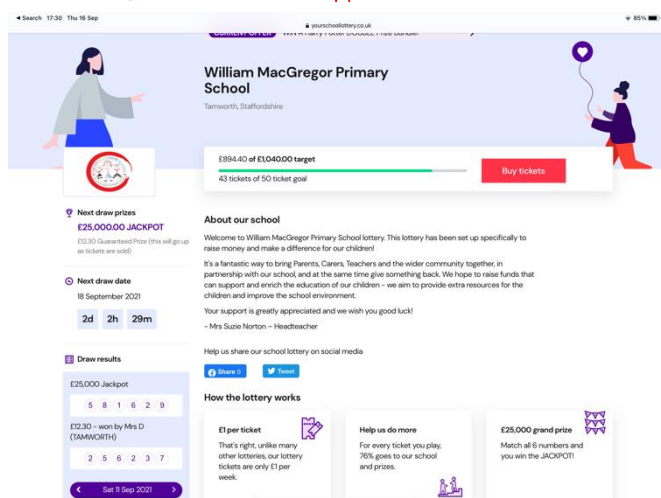 Search 17:30 Thu 16 Sep
yourschoollottery.co.uk
85%
CURRENT OFFER WIN A Harry Potter BUNDLE Prize Bundle!
William MacGregor Primary
School
Tamworth, Staffordshire
£894.40 of £1,040.00 target
43 tickets of 50 ticket goal
Buy tickets
Next draw prizes
£25,000.00 JACKPOT
£12.30 Guaranteed Prize (this will go up
as tickets are sold)
Next draw date
18 September 2021
2d 2h 29m
Draw results
£25,000 Jackpot
5 8 1 6 2 9
£12.30 - won by Mrs D
(TAMWORTH)
2 5 6 2 3 7
Sat 11 Sep 2021
About our school
Welcome to William MacGregor Primary School lottery. This lottery has been set up specifically to
raise money and make a difference for our children!
It's a fantastic way to bring Parents, Carers, Teachers and the wider community together, in
partnership with our school, and at the same time give something back. We hope to raise funds that
can support and enrich the education of our children - we aim to provide extra resources for the
children and improve the school environment.
Your support is greatly appreciated and we wish you good luck!
- Mrs Suzie Norton - Headteacher
Help us share our school lottery on social
media
Share 0
Tweet
How the lottery works
£1 per ticket
That's right, unlike many
other lotteries, our lottery
tickets are only £1 per
week.
Help us do more
For every ticket you play,
76% goes to our school
and prizes.
£25,000 grand prize
Match all 6 numbers and
you win the JACKPOT!